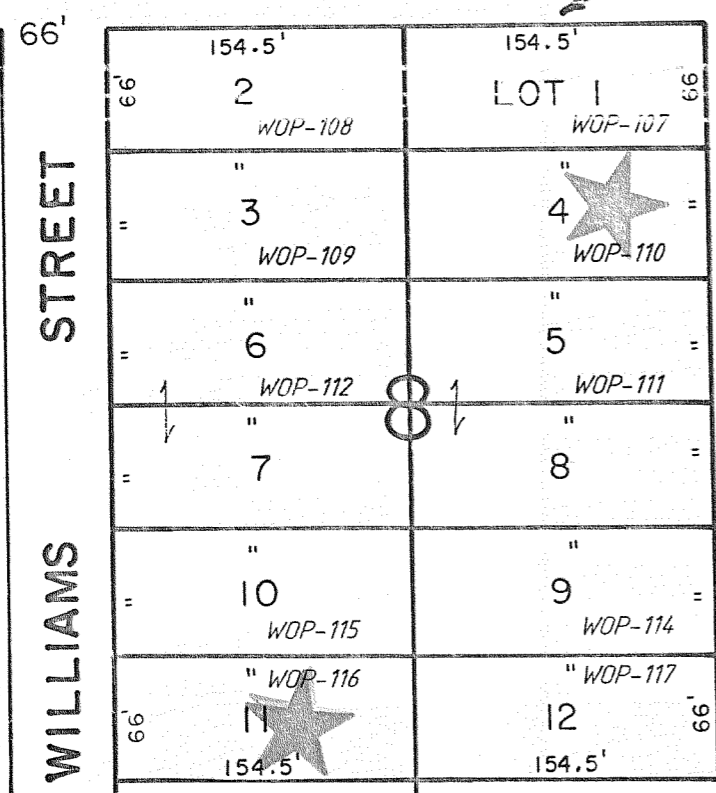 66'
154.5'
154.5'
66'
2
LOT 1
66'
WOP-108
WOP-107
"
"
3
4
"
"
WOP-109
WOP-110
STREET
"
"
6
5
"
"
WOP-112
WOP-111
8
"
"
7
8
"
"
"
"
10
9
"
"
WOP-115
WOP-114
WILLIAMS
" WOP-116
" WOP-117
66'
11
12
66'
154.5'
154.5'